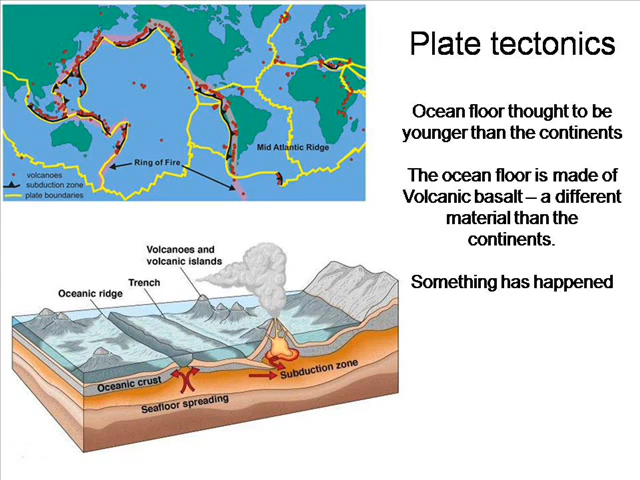 Plate tectonics
Ocean floor thought to be
younger than the continents
The ocean floor is made of
Volcanic basalt – a different
material than the
continents.
Something has happened
Mid Atlantic Ridge
Ring of Fire
volcanoes
subduction zone
plate boundaries
Volcanoes and
volcanic islands
Trench
Oceanic ridge
Oceanic crust
Subduction zone
Seafloor spreading